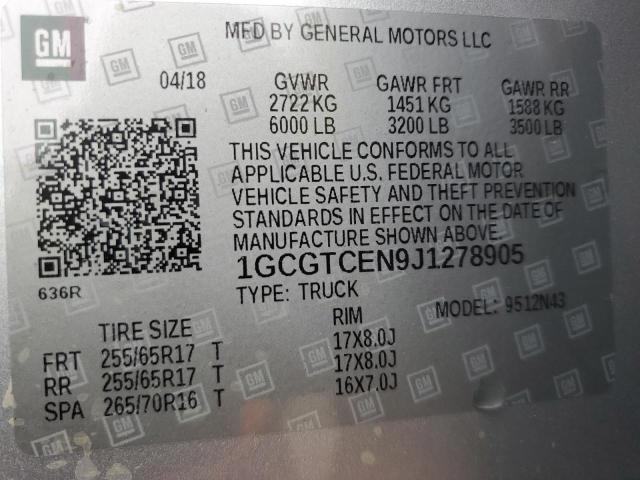 GM
MFD BY GENERAL MOTORS LLC
04/18 GVWR GAWR FRT GAWR RR
2722 KG 1451 KG 1588 KG
6000 LB 3200 LB 3500 LB
THIS VEHICLE CONFORMS TO ALL
APPLICABLE U.S. FEDERAL MOTOR
VEHICLE SAFETY AND THEFT PREVENTION
STANDARDS IN EFFECT ON THE DATE OF
MANUFACTURE SHOWN ABOVE.
1GCGTCEN9J1278905
636R
TYPE: TRUCK MODEL: 9512N43
TIRE SIZE RIM
FRT 255/65R17 T 17X8.0J
RR 255/65R17 T 17X8.0J
SPA 265/70R16 T 16X7.0J